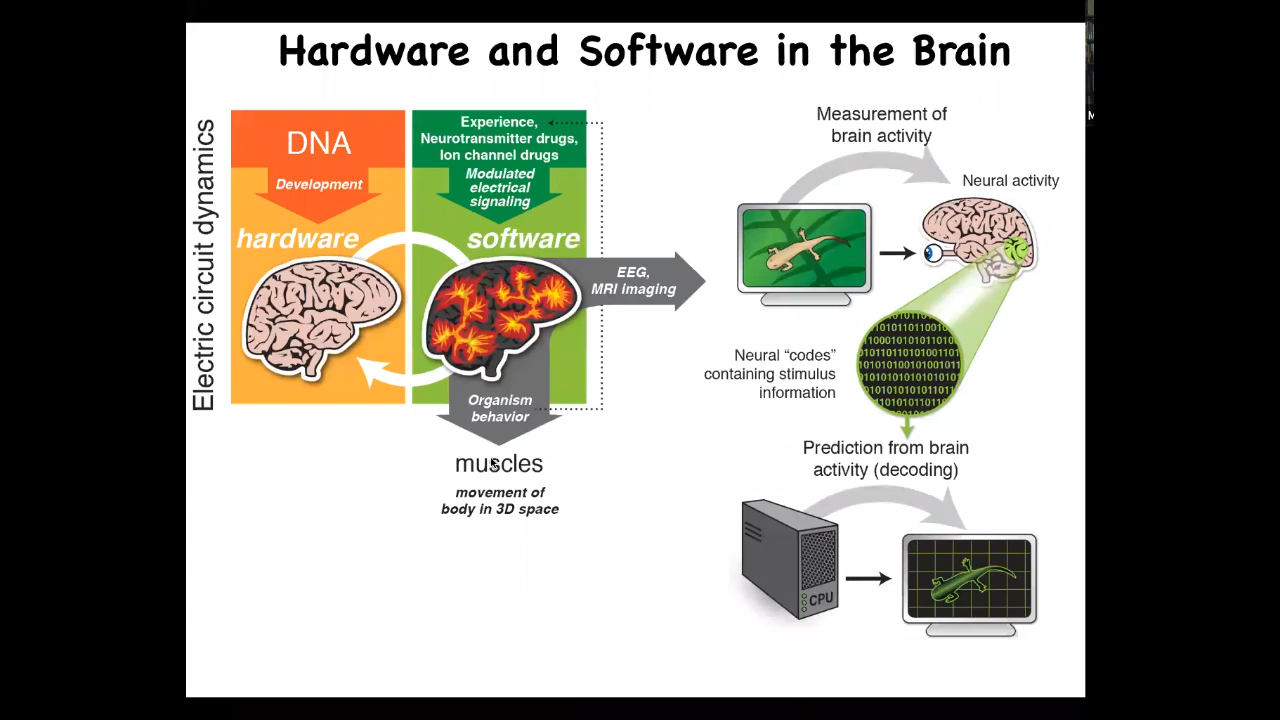 Hardware and Software in the Brain
Electric circuit dynamics
DNA
Development
hardware
Experience,
Neurotransmitter drugs,
Ion channel drugs
Modulated
electrical
signaling
software
EEG,
MRI imaging
Organism
behavior
muscles
movement of
body in 3D space
Measurement of
brain activity
Neural activity
Neural “codes”
containing stimulus
information
Prediction from brain
activity (decoding)
CPU
M